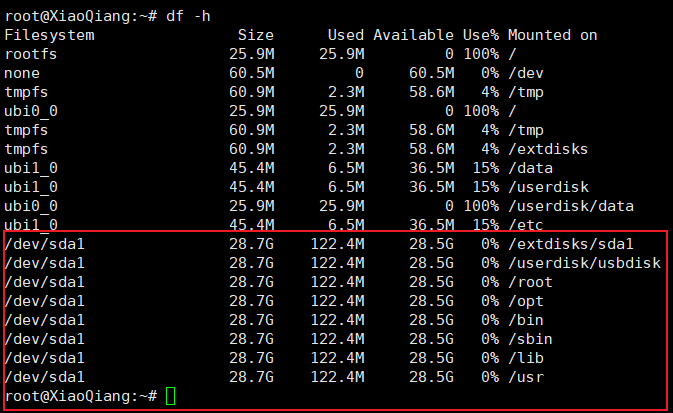 root@XiaoQiang:~# df -h
Filesystem                Size      Used Available Use% Mounted on
rootfs                   25.9M     25.9M         0 100% /
none                     60.5M         0     60.5M   0% /dev
tmpfs                    60.9M      2.3M     58.6M   4% /tmp
ubi0_0                   25.9M     25.9M         0 100% /
tmpfs                    60.9M      2.3M     58.6M   4% /tmp
tmpfs                    60.9M      2.3M     58.6M   4% /extdisks
ubi1_0                   45.4M      6.5M     36.5M  15% /data
ubi1_0                   45.4M      6.5M     36.5M  15% /userdisk
ubi0_0                   25.9M     25.9M         0 100% /userdisk/data
ubi1_0                   45.4M      6.5M     36.5M  15% /etc
/dev/sda1                28.7G    122.4M     28.5G   0% /extdisks/sda1
/dev/sda1                28.7G    122.4M     28.5G   0% /userdisk/usbdisk
/dev/sda1                28.7G    122.4M     28.5G   0% /root
/dev/sda1                28.7G    122.4M     28.5G   0% /opt
/dev/sda1                28.7G    122.4M     28.5G   0% /bin
/dev/sda1                28.7G    122.4M     28.5G   0% /sbin
/dev/sda1                28.7G    122.4M     28.5G   0% /lib
/dev/sda1                28.7G    122.4M     28.5G   0% /usr
root@XiaoQiang:~#